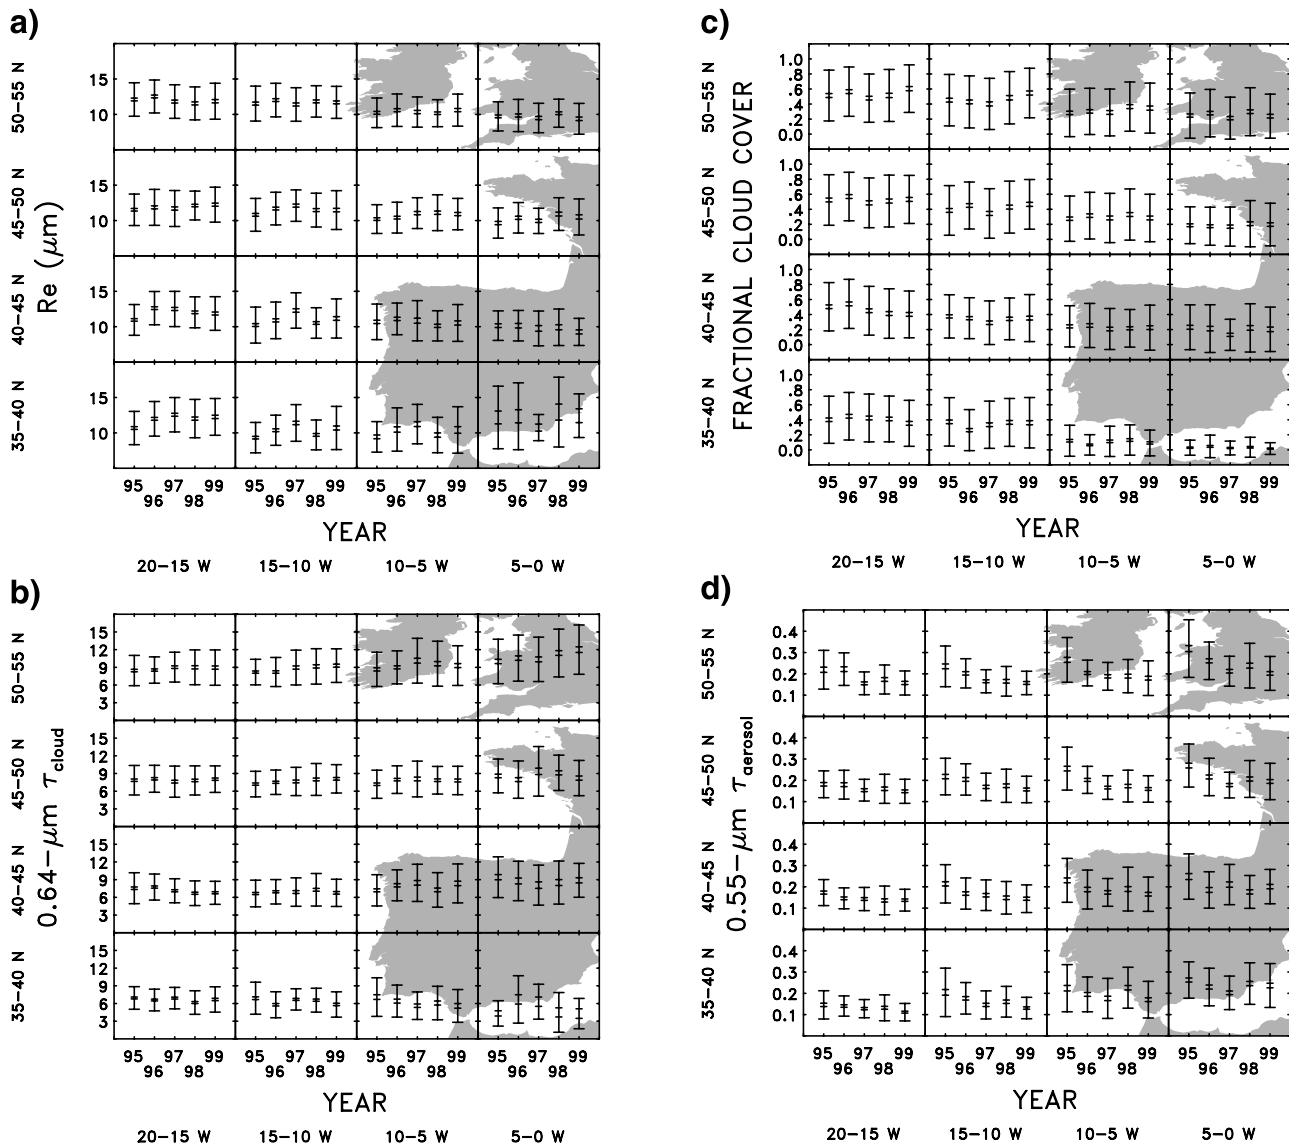 a)
Re (μm)
50–55 N
15
10
45–50 N
15
10
40–45 N
15
10
35–40 N
15
10
95 97 99 95 97 99 95 97 99 95 97 99
96 98 96 98 96 98 96 98
YEAR
20–15 W 15–10 W 10–5 W 5–0 W
c)
FRACTIONAL CLOUD COVER
50–55 N
1.0
.8
.6
.4
.2
0.0
45–50 N
1.0
.8
.6
.4
.2
0.0
40–45 N
1.0
.8
.6
.4
.2
0.0
35–40 N
1.0
.8
.6
.4
.2
0.0
95 97 99 95 97 99 95 97 99 95 97 99
96 98 96 98 96 98 96 98
YEAR
20–15 W 15–10 W 10–5 W 5–0 W
b)
0.64–μm τcloud
50–55 N
15
12
9
6
3
45–50 N
15
12
9
6
3
40–45 N
15
12
9
6
3
35–40 N
15
12
9
6
3
95 97 99 95 97 99 95 97 99 95 97 99
96 98 96 98 96 98 96 98
YEAR
20–15 W 15–10 W 10–5 W 5–0 W
d)
0.55–μm τaerosol
50–55 N
0.4
0.3
0.2
0.1
45–50 N
0.4
0.3
0.2
0.1
40–45 N
0.4
0.3
0.2
0.1
35–40 N
0.4
0.3
0.2
0.1
95 97 99 95 97 99 95 97 99 95 97 99
96 98 96 98 96 98 96 98
YEAR
20–15 W 15–10 W 10–5 W 5–0 W